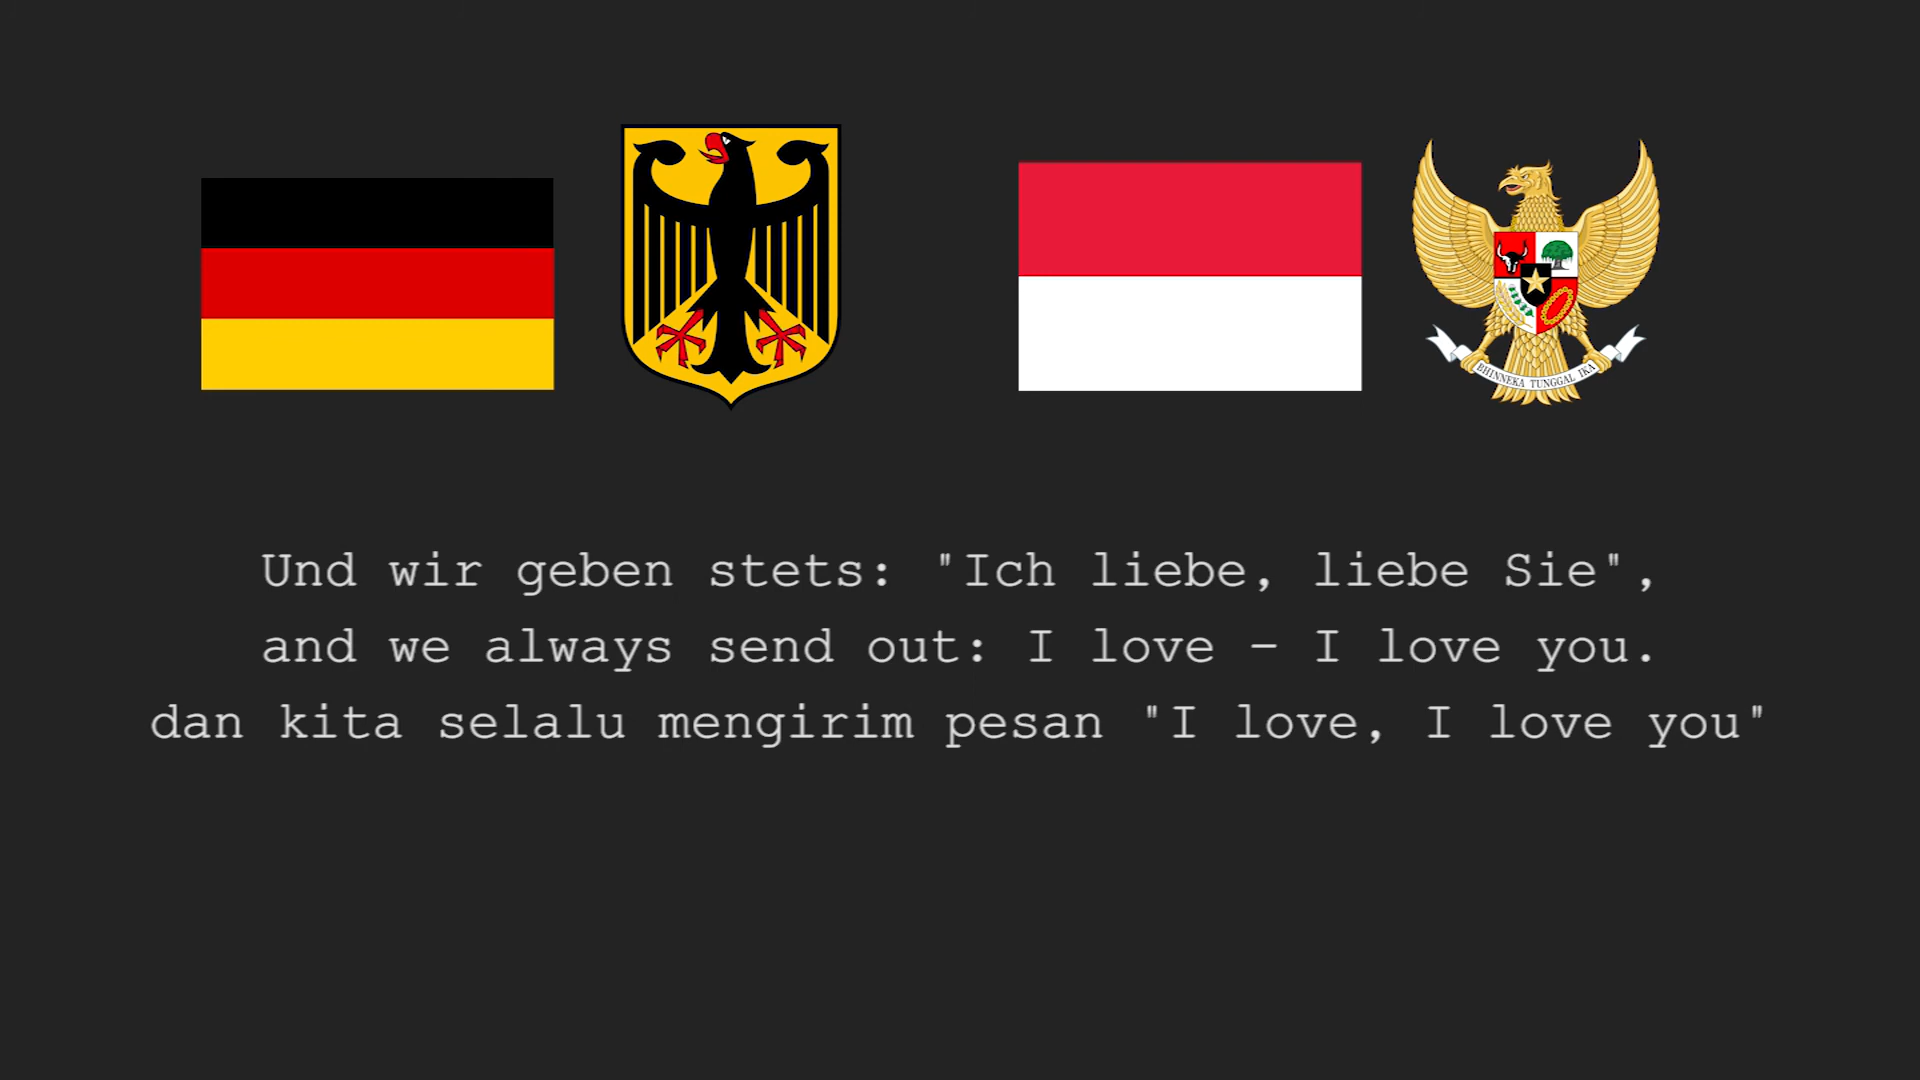 BHINNEKA TUNGGAL IKA
Und wir geben stets: "Ich liebe, liebe Sie",
and we always send out: I love – I love you.
dan kita selalu mengirim pesan "I love, I love you"